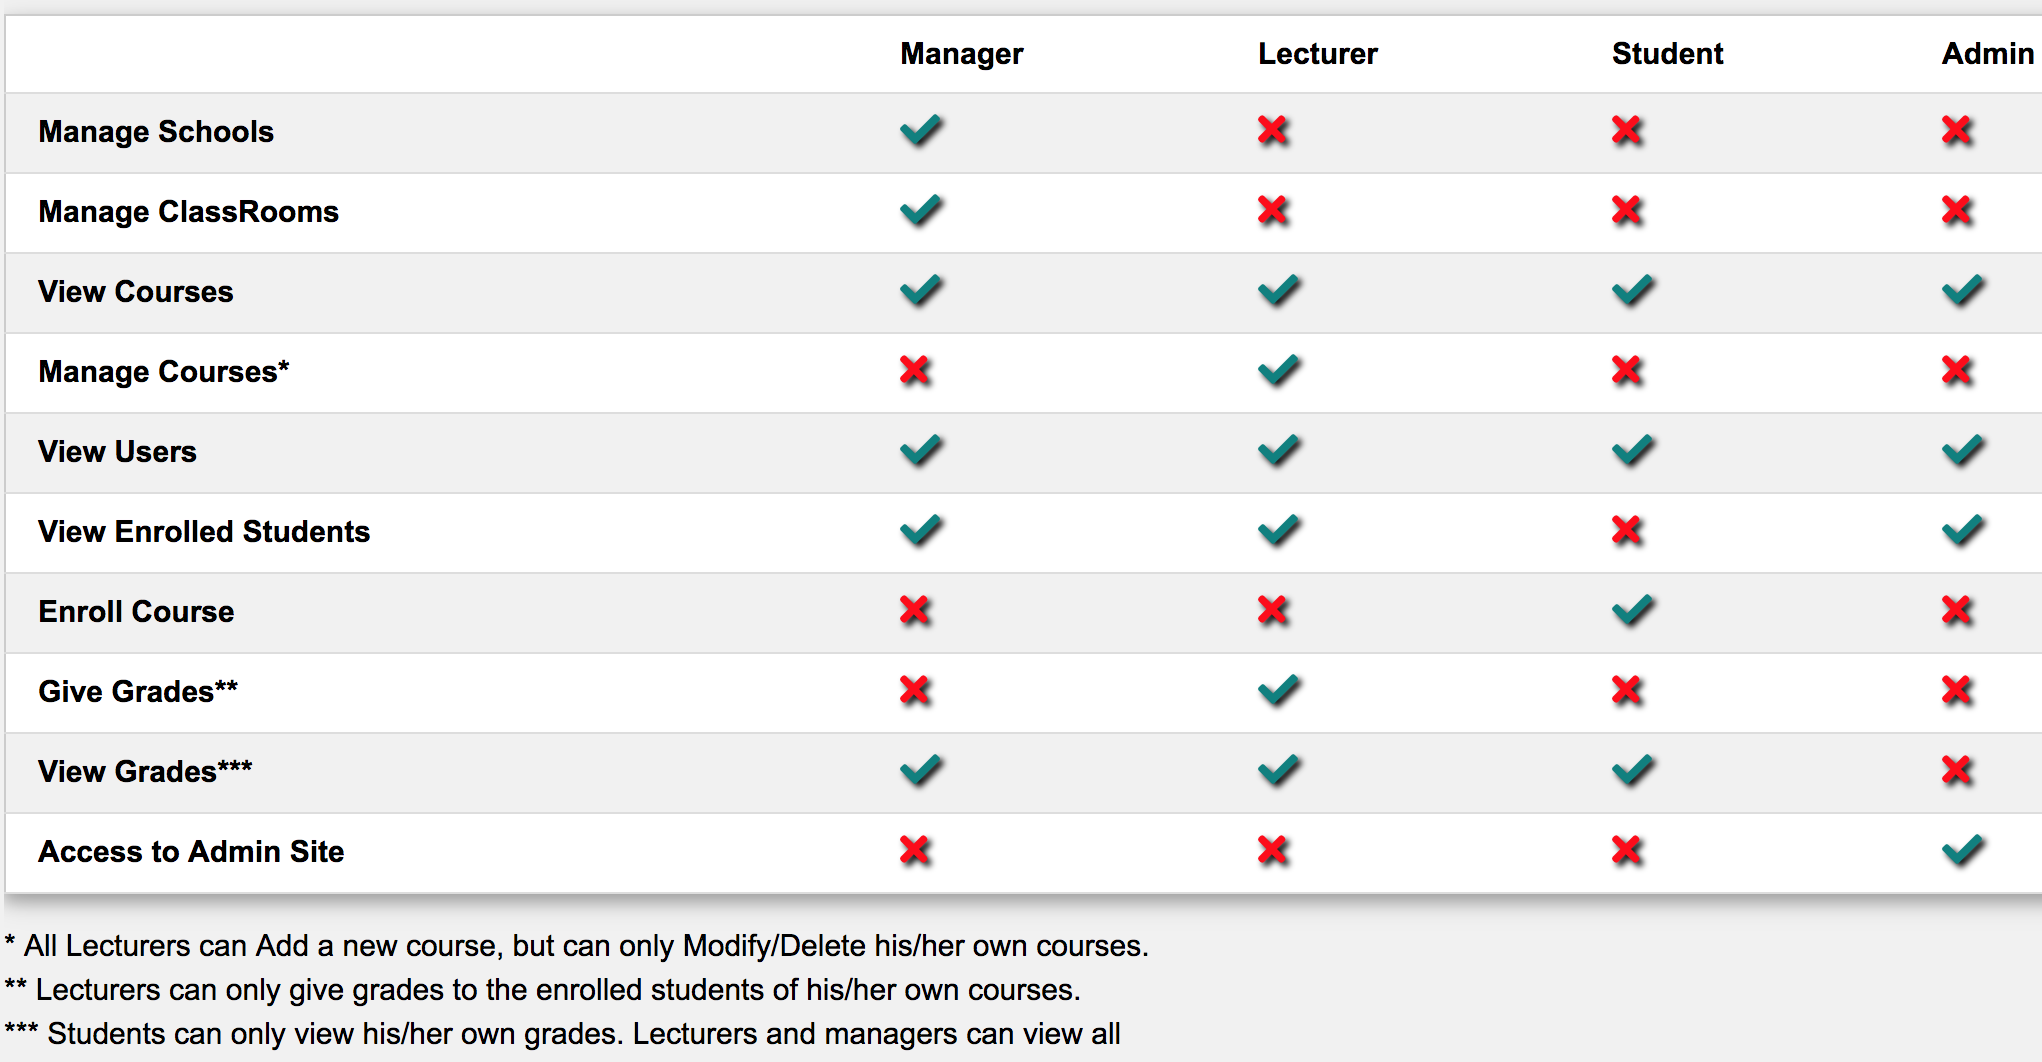 Manager Lecturer Student Admin
Manage Schools
Manage ClassRooms
View Courses
Manage Courses*
View Users
View Enrolled Students
Enroll Course
Give Grades**
View Grades***
Access to Admin Site
* All Lecturers can Add a new course, but can only Modify/Delete his/her own courses.
** Lecturers can only give grades to the enrolled students of his/her own courses.
*** Students can only view his/her own grades. Lecturers and managers can view all